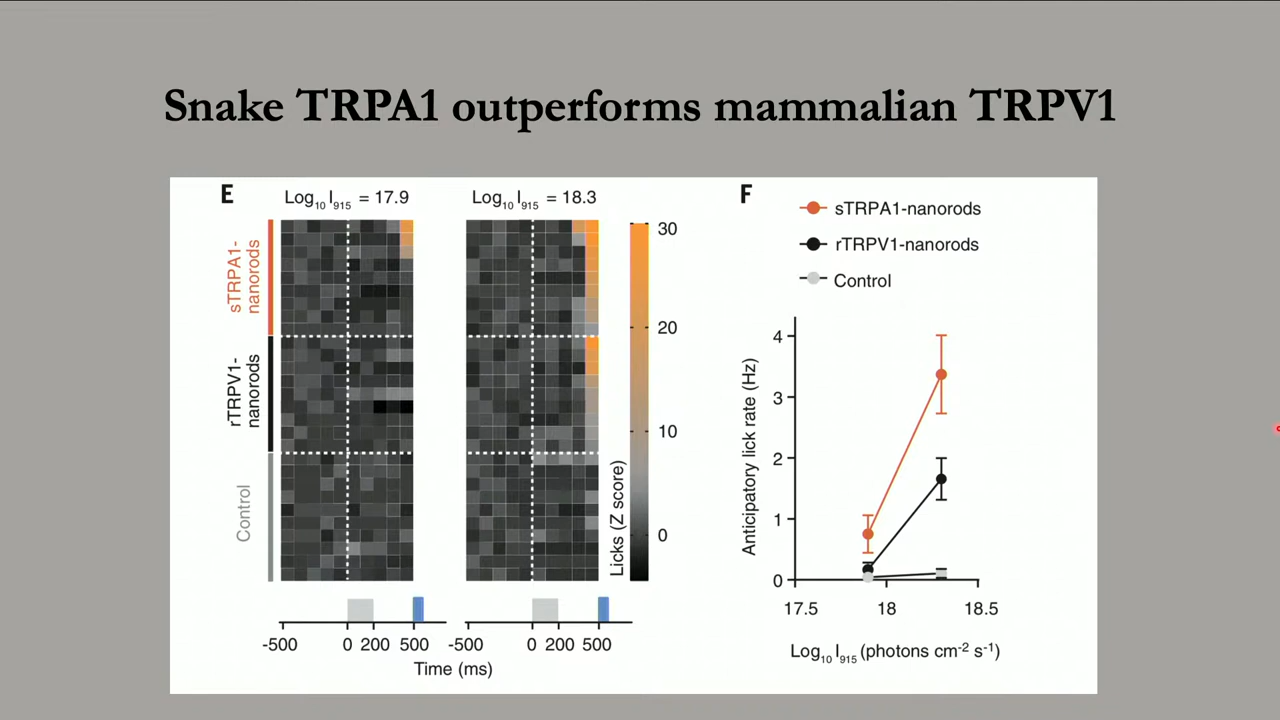 Snake TRPA1 outperforms mammalian TRPV1
E
Log10 I915 = 17.9
Log10 I915 = 18.3
sTRPA1-
nanorods
rTRPV1-
nanorods
Control
30
20
10
0
Licks (Z score)
-500
0
200
500
-500
0
200
500
Time (ms)
F
sTRPA1-nanorods
rTRPV1-nanorods
Control
Anticipatory lick rate (Hz)
4
3
2
1
0
17.5
18
18.5
Log10 I915 (photons cm-2 s-1)